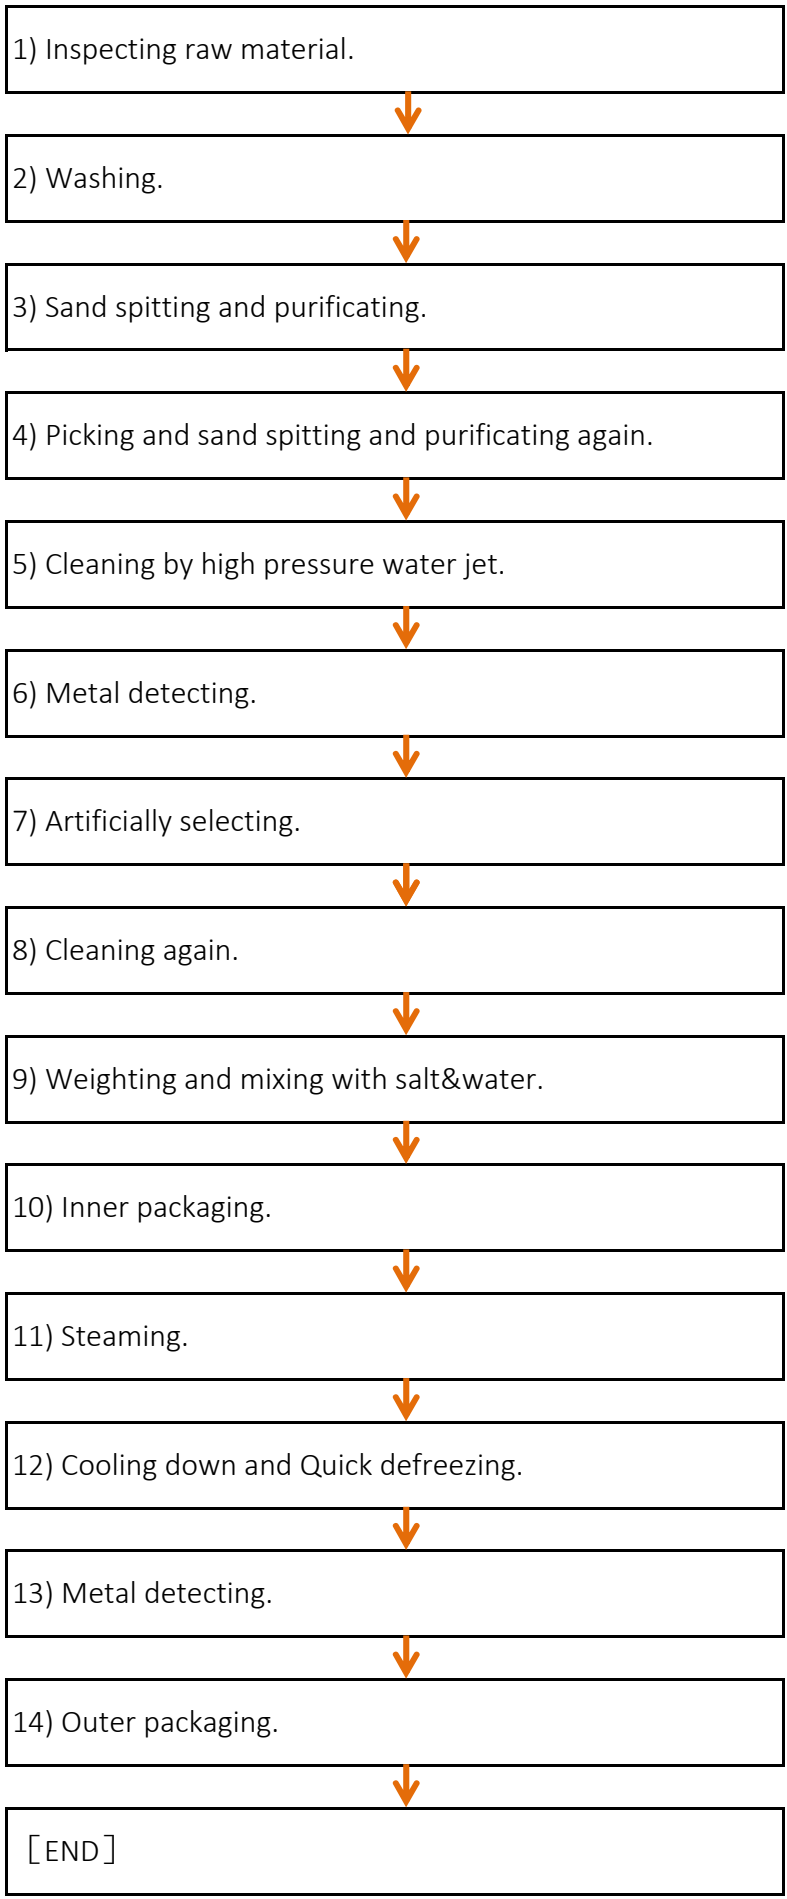 1) Inspecting raw material.
2) Washing.
3) Sand spitting and purificating.
4) Picking and sand spitting and purificating again.
5) Cleaning by high pressure water jet.
6) Metal detecting.
7) Artificially selecting.
8) Cleaning again.
9) Weighting and mixing with salt&water.
10) Inner packaging.
11) Steaming.
12) Cooling down and Quick defreezing.
13) Metal detecting.
14) Outer packaging.
［END］